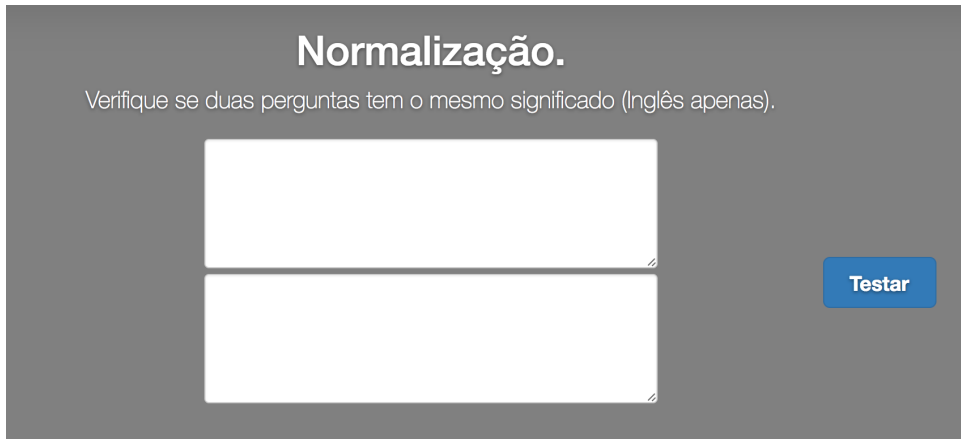 Normalização.
Verifique se duas perguntas tem o mesmo significado (Inglês apenas).
Testar